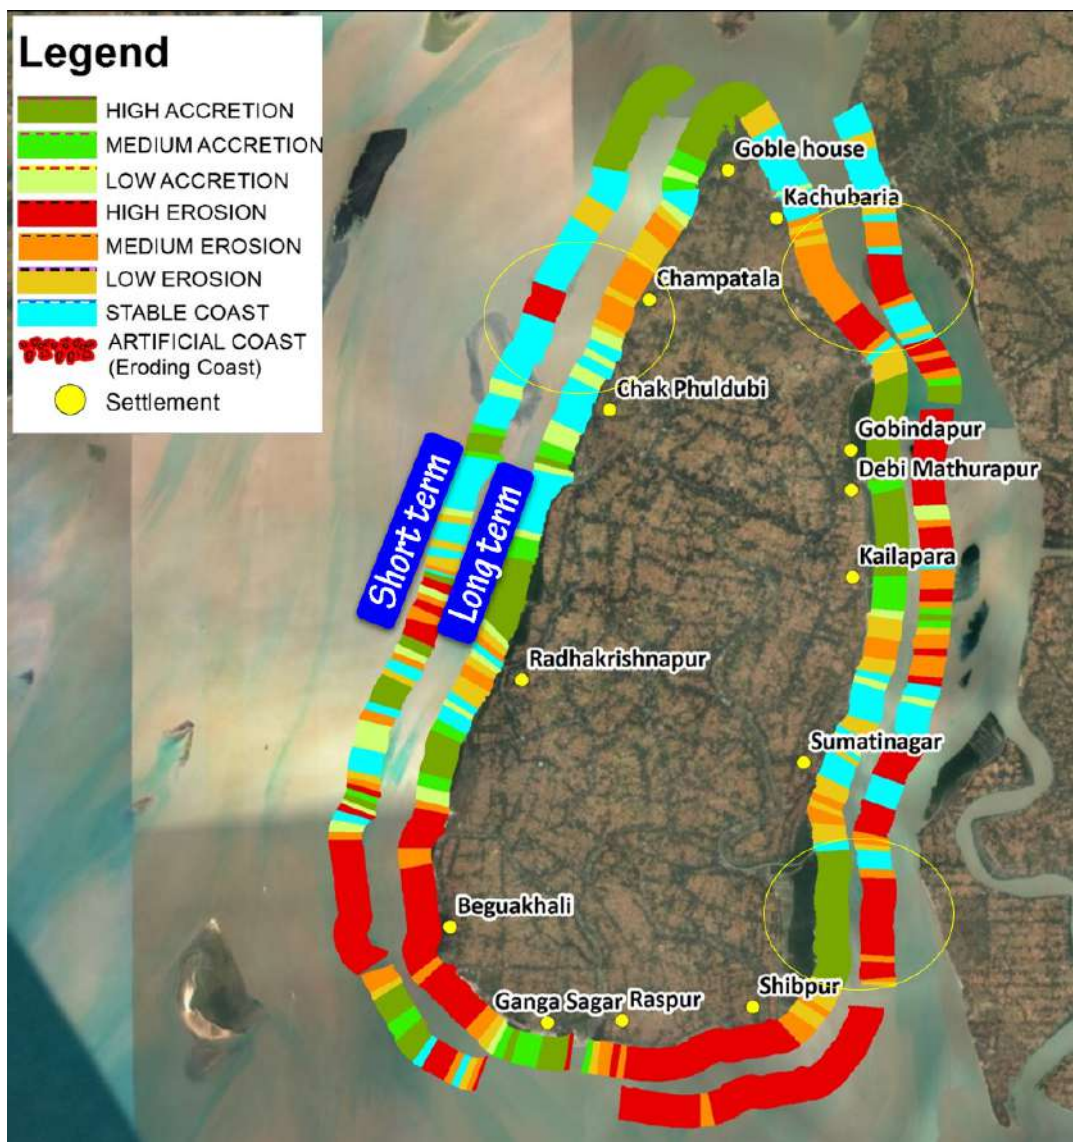 Legend
HIGH ACCRETION
MEDIUM ACCRETION
LOW ACCRETION
HIGH EROSION
MEDIUM EROSION
LOW EROSION
STABLE COAST
ARTIFICIAL COAST
(Eroding Coast)
Settlement
Goble house
Kachubaria
Champatala
Chak Phuldubi
Gobindapur
Debi Mathurapur
Short term
Long term
Kailapara
Radhakrishnapur
Sumatinagar
Beguakhali
Shibpur
Ganga Sagar
Raspur